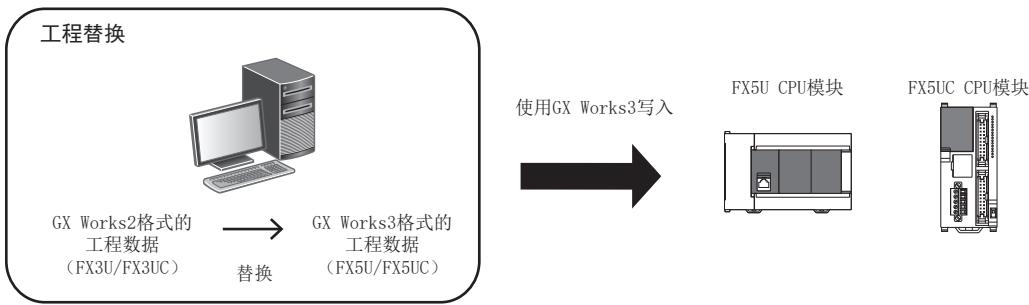 工程替换
GX Works2格式的
工程数据
（FX3U/FX3UC）
替换
GX Works3格式的
工程数据
（FX5U/FX5UC）
使用GX Works3写入
FX5U CPU模块
FX5UC CPU模块